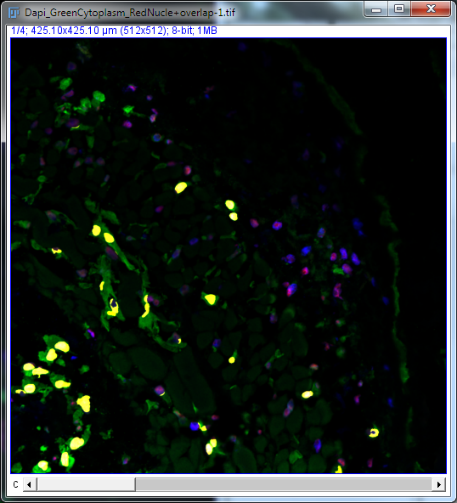 Dapi_GreenCytoplasm_RedNucle+overlap-1.tif
1/4; 425.10x425.10 µm (512x512); 8-bit; 1MB
c